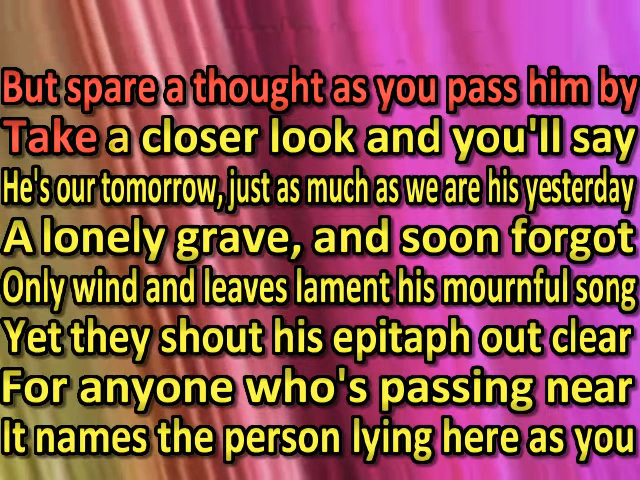 But spare a thought as you pass him by
Take a closer look and you'll say
He's our tomorrow, just as much as we are his yesterday
A lonely grave, and soon forgot
Only wind and leaves lament his mournful song
Yet they shout his epitaph out clear
For anyone who's passing near
It names the person lying here as you